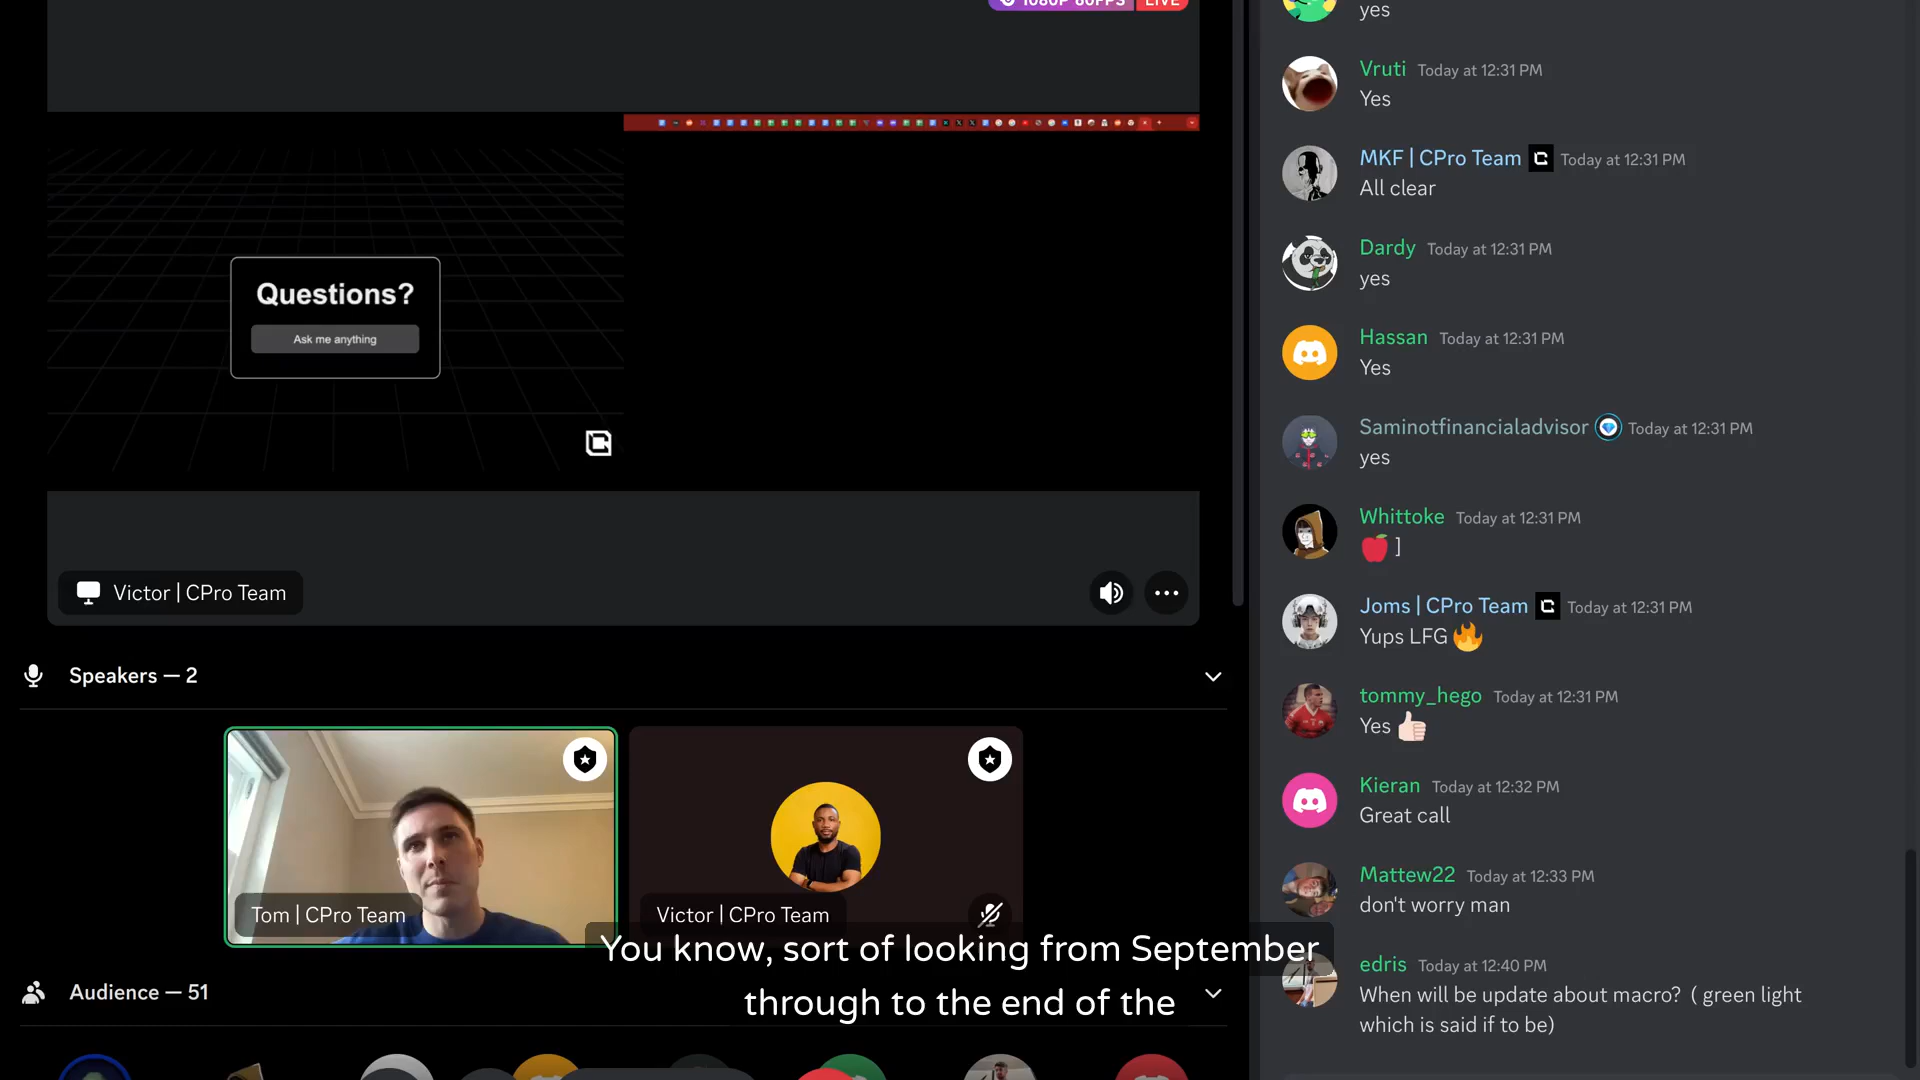 1080P 60FPS LIVE
Questions?
Ask me anything
Victor | CPro Team
Speakers — 2
Tom | CPro Team
Victor | CPro Team
Audience — 51
You know, sort of looking from September
through to the end of the
yes
Vruti Today at 12:31 PM
Yes
MKF | CPro Team Today at 12:31 PM
All clear
Dardy Today at 12:31 PM
yes
Hassan Today at 12:31 PM
Yes
Saminotfinancialadvisor Today at 12:31 PM
yes
Whittoke Today at 12:31 PM
🍎 ]
Joms | CPro Team Today at 12:31 PM
Yups LFG 🔥
tommy_hego Today at 12:31 PM
Yes 👍🏻
Kieran Today at 12:32 PM
Great call
Mattew22 Today at 12:33 PM
don't worry man
edris Today at 12:40 PM
When will be update about macro? ( green light
which is said if to be)